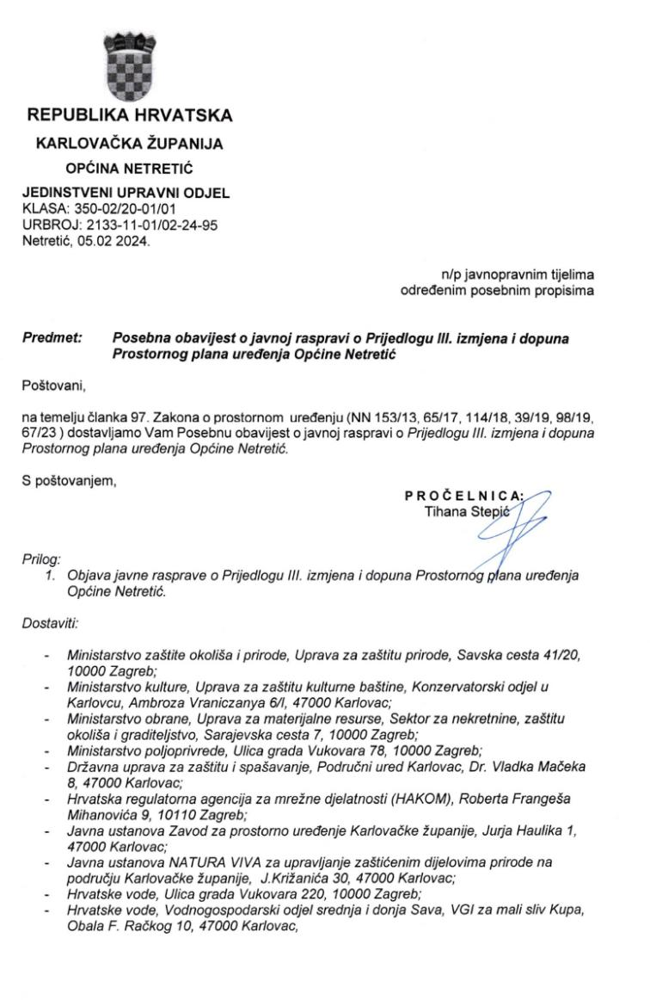 REPUBLIKA HRVATSKA
KARLOVAČKA ŽUPANIJA
OPĆINA NETRETIĆ
JEDINSTVENI UPRAVNI ODJEL
KLASA: 350-02/20-01/01
URBROJ: 2133-11-01/02-24-95
Netretić, 05.02 2024.
n/p javnopravnim tijelima
određenim posebnim propisima
Predmet: Posebna obavijest o javnoj raspravi o Prijedlogu III. izmjena i dopuna
Prostornog plana uređenja Općine Netretić
Poštovani,
na temelju članka 97. Zakona o prostornom uređenju (NN 153/13, 65/17, 114/18, 39/19, 98/19,
67/23 ) dostavljamo Vam Posebnu obavijest o javnoj raspravi o Prijedlogu III. izmjena i dopuna
Prostornog plana uređenja Općine Netretić.
S poštovanjem,
P R O Č E L N I C A:
Tihana Stepić
Prilog:
1. Objava javne rasprave o Prijedlogu III. izmjena i dopuna Prostornog plana uređenja
Općine Netretić.
Dostaviti:
- Ministarstvo zaštite okoliša i prirode, Uprava za zaštitu prirode, Savska cesta 41/20,
10000 Zagreb;
- Ministarstvo kulture, Uprava za zaštitu kulturne baštine, Konzervatorski odjel u
Karlovcu, Ambroza Vraniczanya 6/I, 47000 Karlovac;
- Ministarstvo obrane, Uprava za materijalne resurse, Sektor za nekretnine, zaštitu
okoliša i graditeljstvo, Sarajevska cesta 7, 10000 Zagreb;
- Ministarstvo poljoprivrede, Ulica grada Vukovara 78, 10000 Zagreb;
- Državna uprava za zaštitu i spašavanje, Područni ured Karlovac, Dr. Vladka Mačeka
8, 47000 Karlovac;
- Hrvatska regulatorna agencija za mrežne djelatnosti (HAKOM), Roberta Frangeša
Mihanovića 9, 10110 Zagreb;
- Javna ustanova Zavod za prostorno uređenje Karlovačke županije, Jurja Haulika 1,
47000 Karlovac;
- Javna ustanova NATURA VIVA za upravljanje zaštićenim dijelovima prirode na
području Karlovačke županije, J.Križanića 30, 47000 Karlovac;
- Hrvatske vode, Ulica grada Vukovara 220, 10000 Zagreb;
- Hrvatske vode, Vodnogospodarski odjel srednja i donja Sava, VGI za mali sliv Kupa,
Obala F. Račkog 10, 47000 Karlovac,